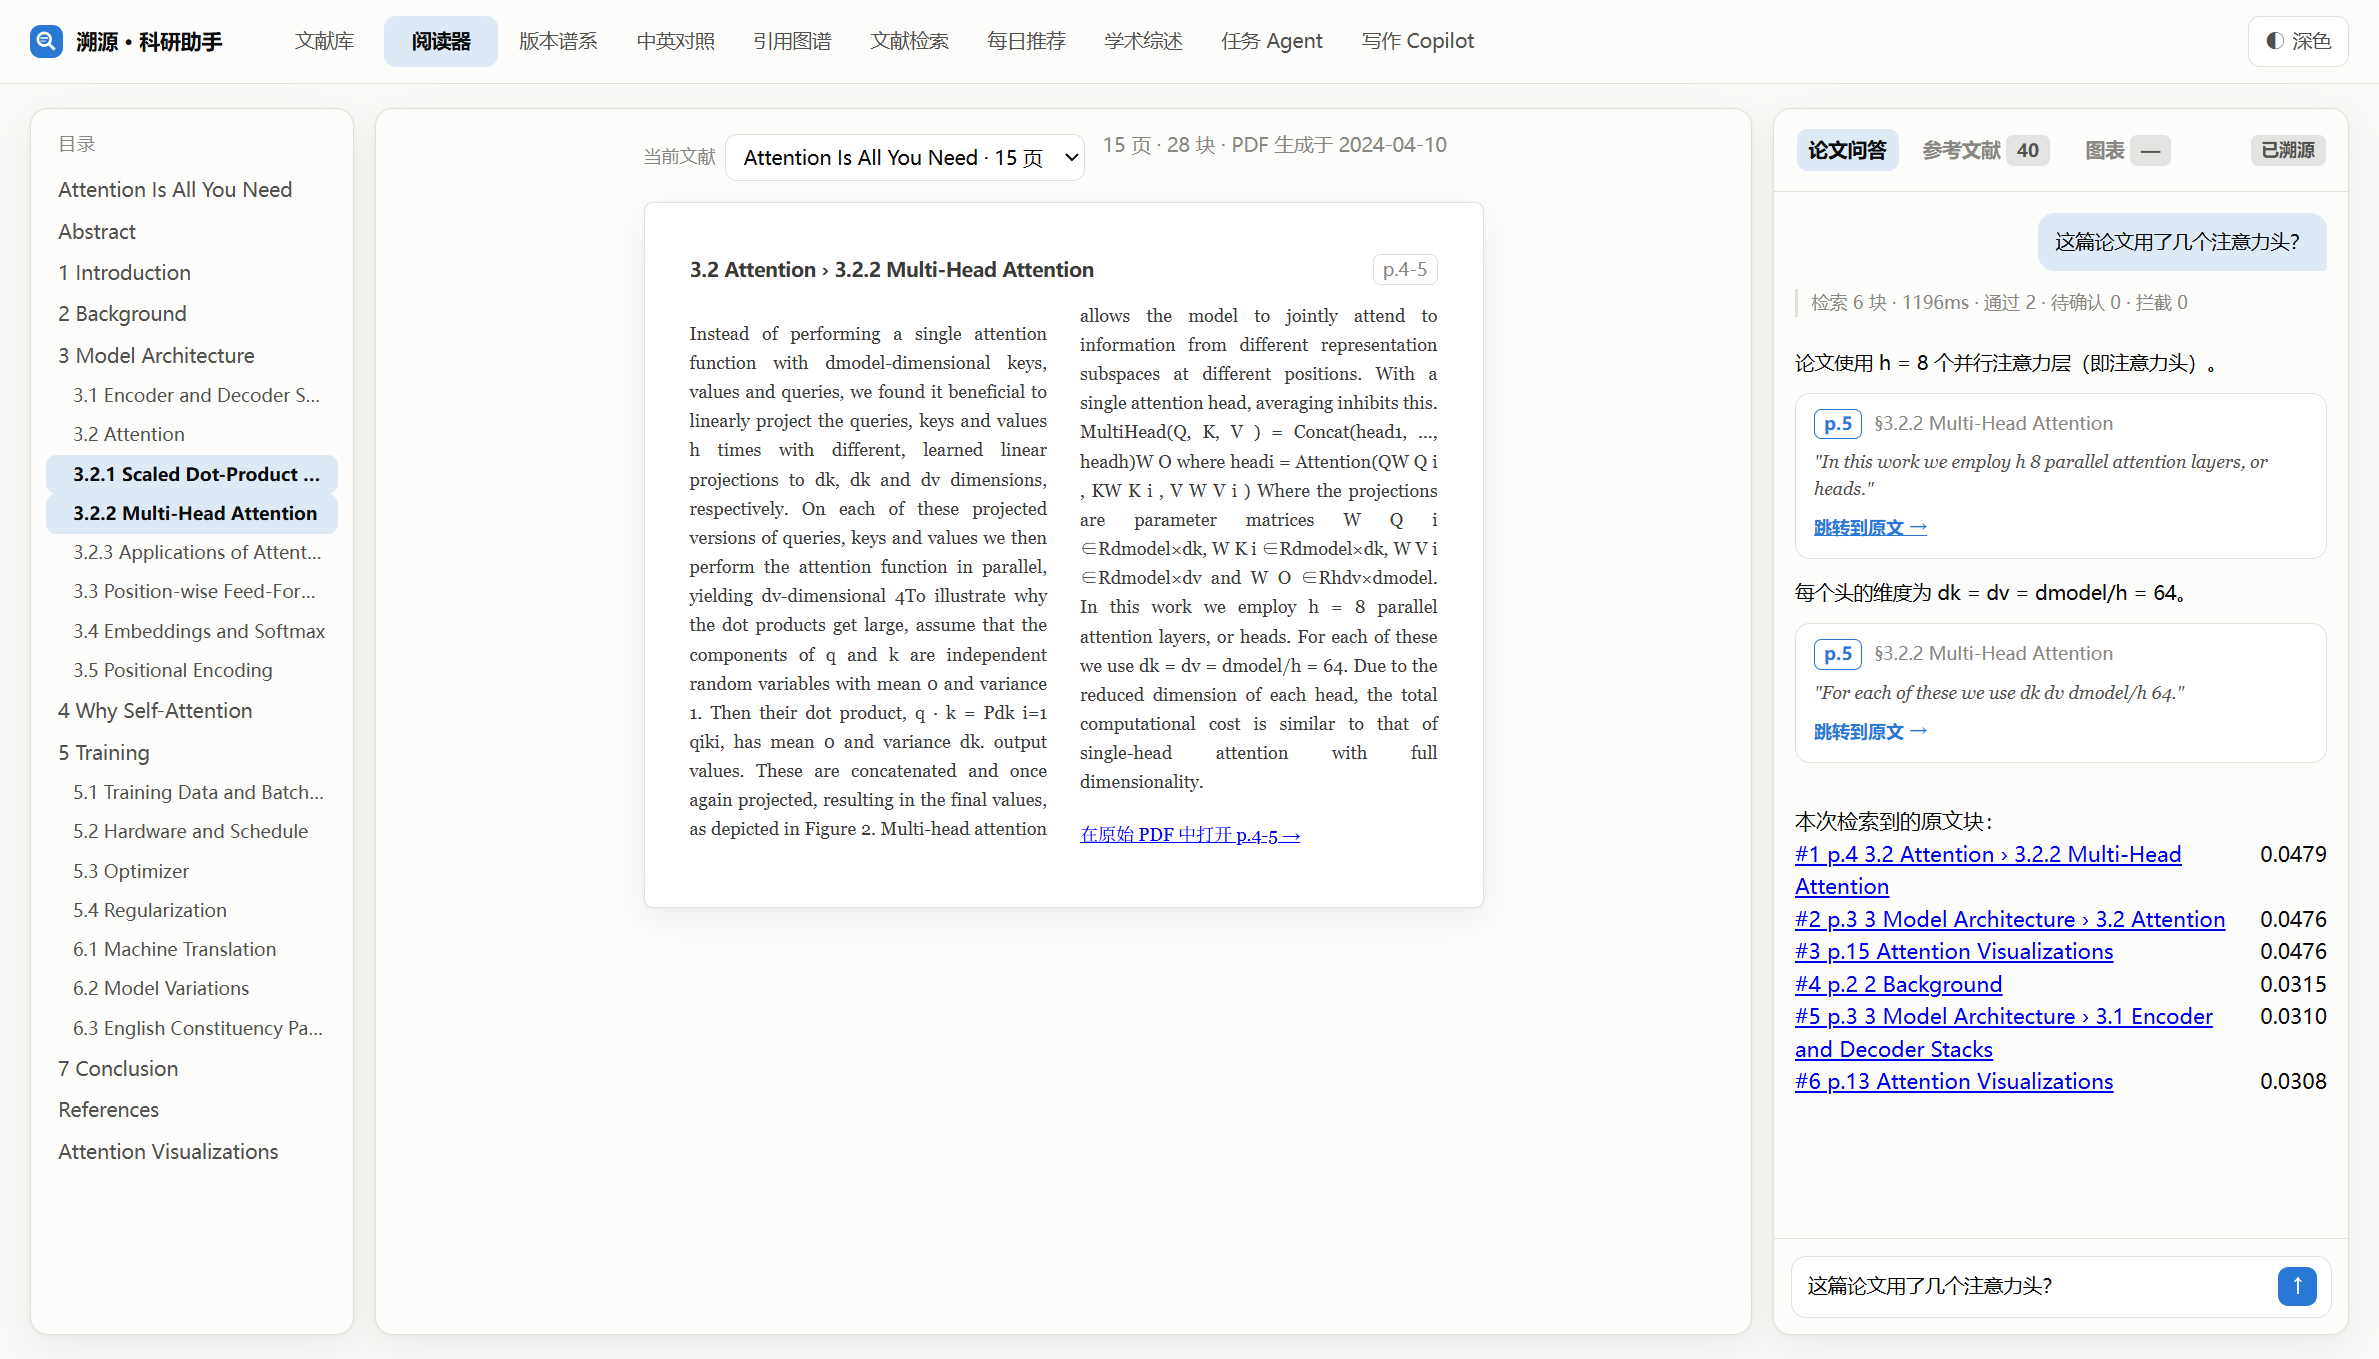 溯源 • 科研助手
文献库
阅读器
版本谱系
中英对照
引用图谱
文献检索
每日推荐
学术综述
任务 Agent
写作 Copilot
深色
目录
Attention Is All You Need
Abstract
1 Introduction
2 Background
3 Model Architecture
3.1 Encoder and Decoder S...
3.2 Attention
3.2.1 Scaled Dot-Product ...
3.2.2 Multi-Head Attention
3.2.3 Applications of Attent...
3.3 Position-wise Feed-For...
3.4 Embeddings and Softmax
3.5 Positional Encoding
4 Why Self-Attention
5 Training
5.1 Training Data and Batch...
5.2 Hardware and Schedule
5.3 Optimizer
5.4 Regularization
6.1 Machine Translation
6.2 Model Variations
6.3 English Constituency Pa...
7 Conclusion
References
Attention Visualizations
当前文献
Attention Is All You Need · 15 页
15 页 · 28 块 · PDF 生成于 2024-04-10
3.2 Attention › 3.2.2 Multi-Head Attention
p.4-5
Instead of performing a single attention
function with dmodel-dimensional keys,
values and queries, we found it beneficial to
linearly project the queries, keys and values
h times with different, learned linear
projections to dk, dk and dv dimensions,
respectively. On each of these projected
versions of queries, keys and values we then
perform the attention function in parallel,
yielding dv-dimensional 4To illustrate why
the dot products get large, assume that the
components of q and k are independent
random variables with mean 0 and variance
1. Then their dot product, q · k = Pdk i=1
qiki, has mean 0 and variance dk. output
values. These are concatenated and once
again projected, resulting in the final values,
as depicted in Figure 2. Multi-head attention
allows the model to jointly attend to
information from different representation
subspaces at different positions. With a
single attention head, averaging inhibits this.
MultiHead(Q, K, V ) = Concat(head1, ...,
headh)W O where headi = Attention(QW Q i
, KW K i , V W V i ) Where the projections
are parameter matrices W Q i
∈Rdmodel×dk, W K i ∈Rdmodel×dk, W V i
∈Rdmodel×dv and W O ∈Rhdv×dmodel.
In this work we employ h = 8 parallel
attention layers, or heads. For each of these
we use dk = dv = dmodel/h = 64. Due to the
reduced dimension of each head, the total
computational cost is similar to that of
single-head attention with full
dimensionality.
在原始 PDF 中打开 p.4-5 →
论文问答
参考文献 40
图表 —
已溯源
这篇论文用了几个注意力头？
检索 6 块 · 1196ms · 通过 2 · 待确认 0 · 拦截 0
论文使用 h = 8 个并行注意力层（即注意力头）。
p.5 §3.2.2 Multi-Head Attention
"In this work we employ h 8 parallel attention layers, or
heads."
跳转到原文 →
每个头的维度为 dk = dv = dmodel/h = 64。
p.5 §3.2.2 Multi-Head Attention
"For each of these we use dk dv dmodel/h 64."
跳转到原文 →
本次检索到的原文块：
#1 p.4 3.2 Attention › 3.2.2 Multi-Head 0.0479
Attention
#2 p.3 3 Model Architecture › 3.2 Attention 0.0476
#3 p.15 Attention Visualizations 0.0476
#4 p.2 2 Background 0.0315
#5 p.3 3 Model Architecture › 3.1 Encoder 0.0310
and Decoder Stacks
#6 p.13 Attention Visualizations 0.0308
这篇论文用了几个注意力头？
↑